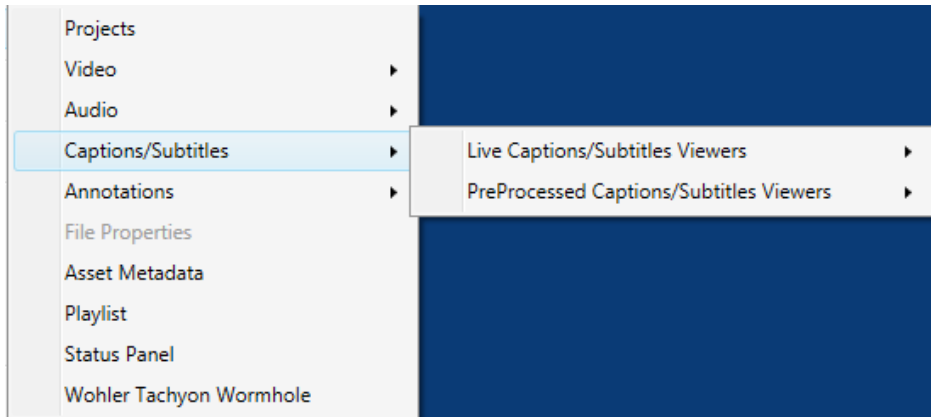 Projects
Video
Audio
Captions/Subtitles
Live Captions/Subtitles Viewers
Annotations
PreProcessed Captions/Subtitles Viewers
File Properties
Asset Metadata
Playlist
Status Panel
Wohler Tachyon Wormhole